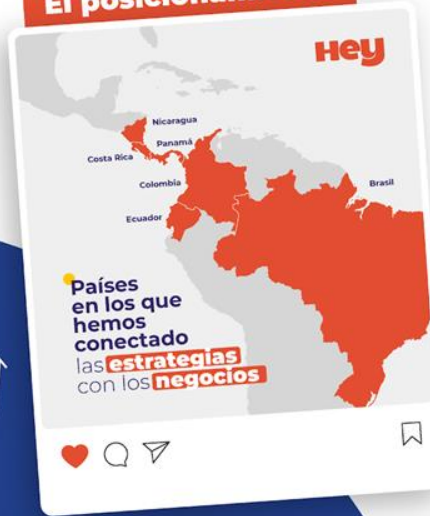 El
Hey
Nicaragua
Panamá
Costa Rica
Colombia
Brasil
Ecuador
Países
en los que
hemos
conectado
las estrategias
con los negocios